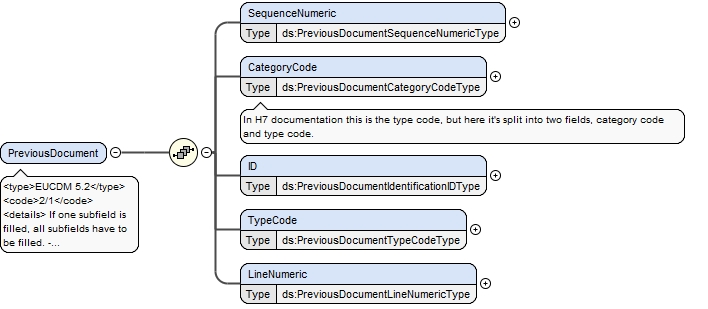 SequenceNumeric
Type ds:PreviousDocumentSequenceNumericType
CategoryCode
Type ds:PreviousDocumentCategoryCodeType
In H7 documentation this is the type code, but here it's split into two fields, category code
and type code.
PreviousDocument
<type>EUCDM 5.2</type>
<code>2/1</code>
<details> If one subfield is
filled, all subfields have to
be filled. -...
ID
Type ds:PreviousDocumentIdentificationIDType
TypeCode
Type ds:PreviousDocumentTypeCodeType
LineNumeric
Type ds:PreviousDocumentLineNumericType